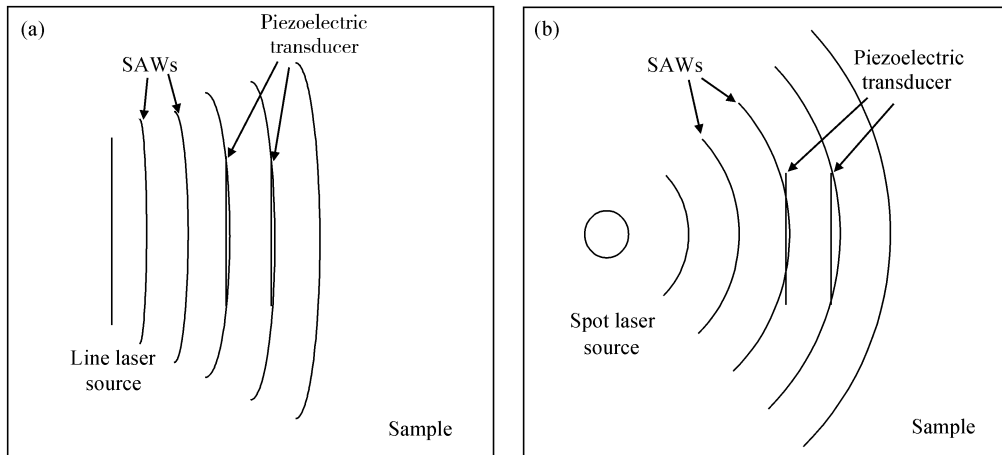 (a)
Piezoelectric
transducer
SAWs
Line laser
source
Sample
(b)
SAWs
Piezoelectric
transducer
Spot laser
source
Sample